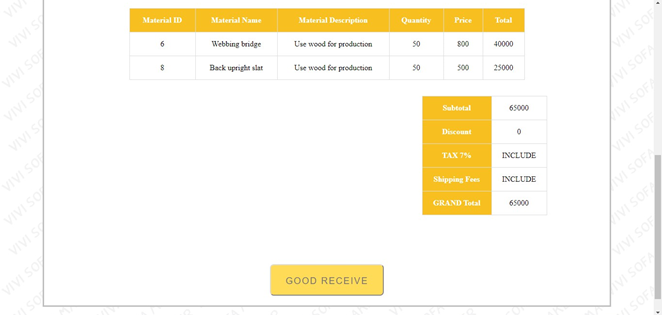 Material ID Material Name Material Description Quantity Price Total
6 Webbing bridge Use wood for production 50 800 40000
8 Back upright slat Use wood for production 50 500 25000
Subtotal 65000
Discount 0
TAX 7% INCLUDE
Shipping Fees INCLUDE
GRAND Total 65000
GOOD RECEIVE
VIVI SOFA